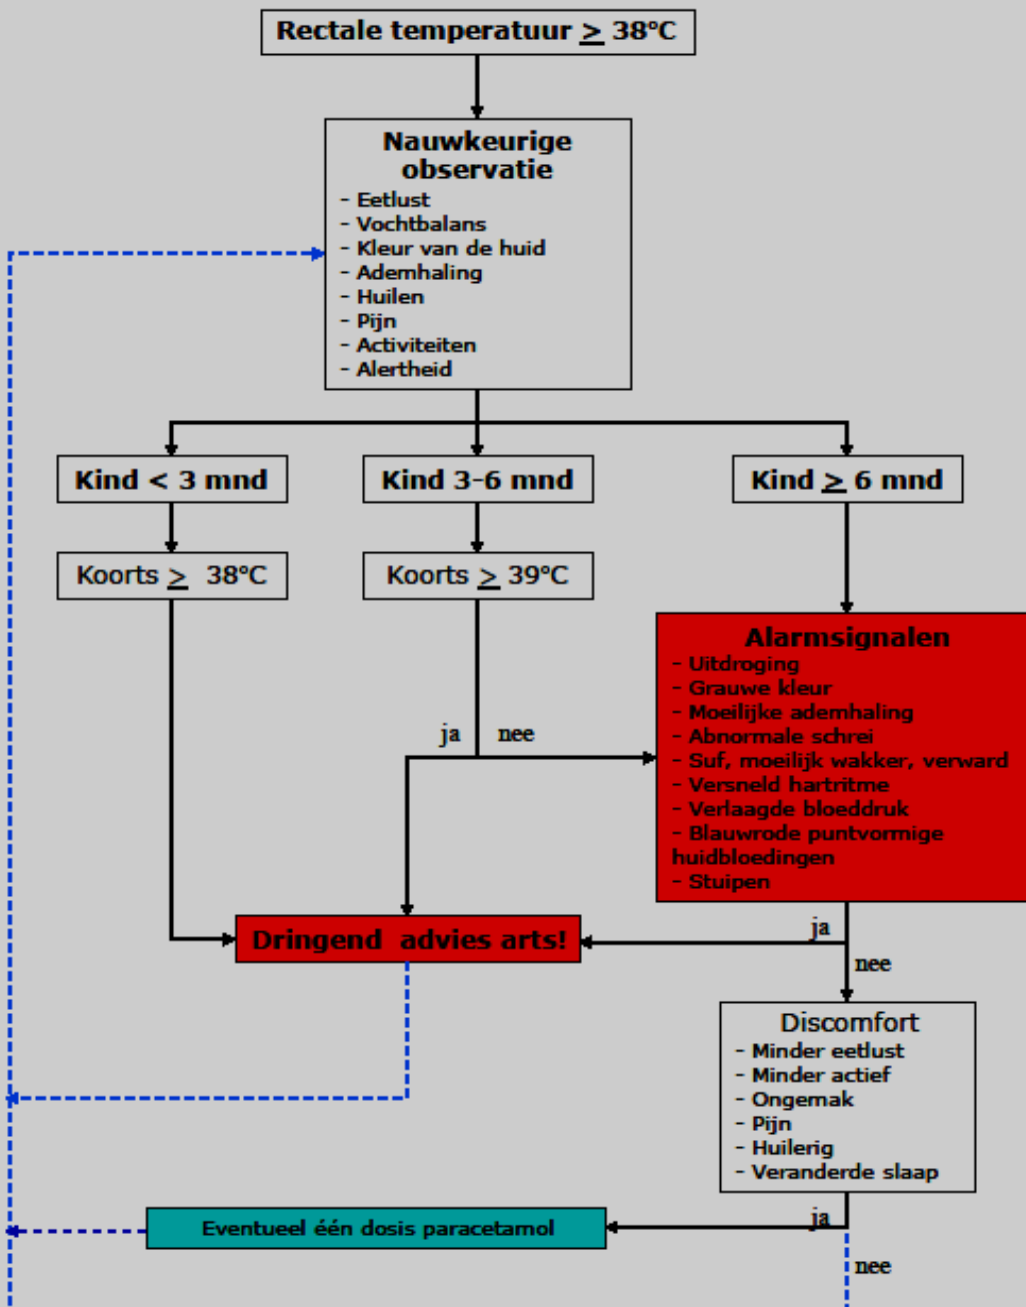 Rectale temperatuur ≥ 38°C
Nauwkeurige
observatie
- Eetlust
- Vochtbalans
- Kleur van de huid
- Ademhaling
- Huilen
- Pijn
- Activiteiten
- Alertheid
Kind < 3 mnd
Kind 3-6 mnd
Kind ≥ 6 mnd
Koorts ≥ 38°C
Koorts ≥ 39°C
Alarmsignalen
- Uitdroging
- Grauwe kleur
- Moeilijke ademhaling
- Abnormale schrei
- Suf, moeilijk wakker, verward
- Versneld hartritme
- Verlaagde bloeddruk
- Blauwrode puntvormige
huidbloedingen
- Stuipen
ja nee
Dringend advies arts!
ja
nee
Discomfort
- Minder eetlust
- Minder actief
- Ongemak
- Pijn
- Huilerig
- Veranderde slaap
Eventueel één dosis paracetamol
ja
nee